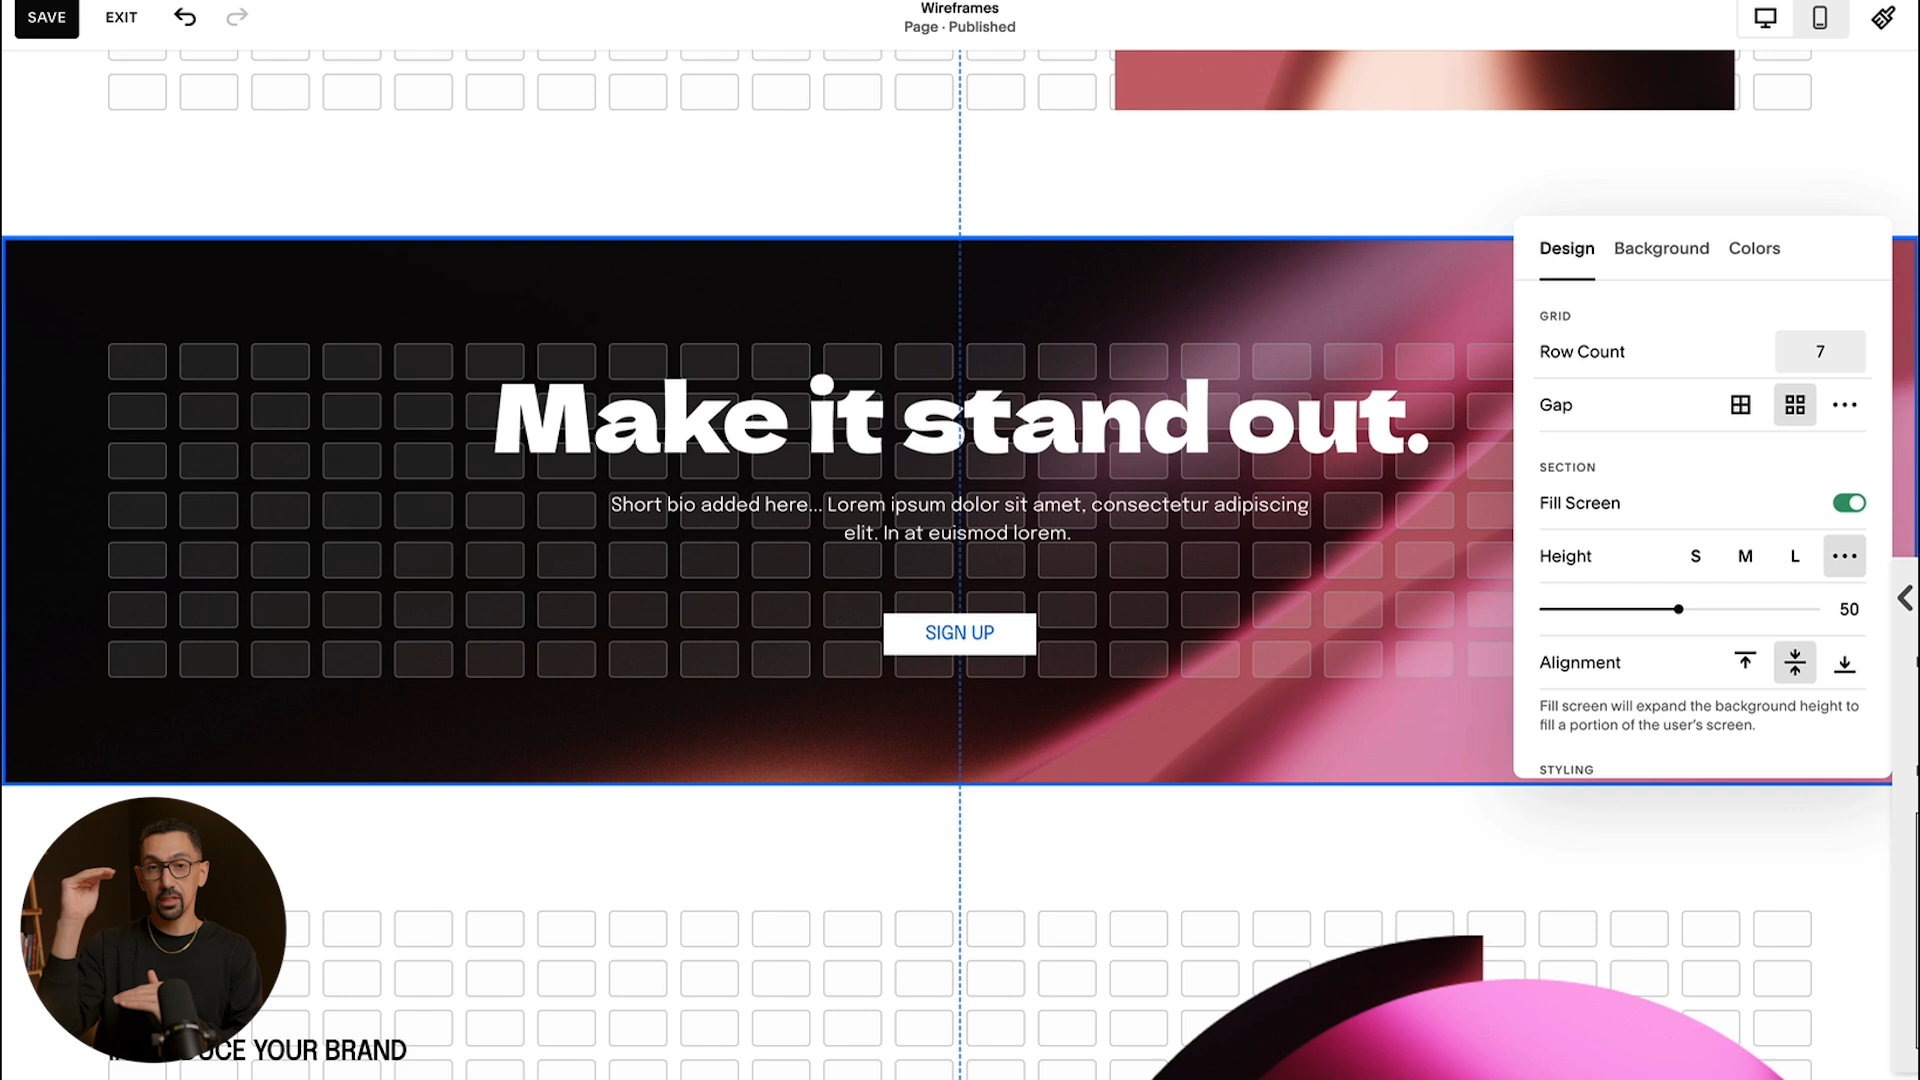 SAVE
EXIT
Wireframes
Page · Published
Design
Background
Colors
GRID
Row Count
7
Gap
SECTION
Fill Screen
Height
S
M
L
50
Alignment
Fill screen will expand the background height to
fill a portion of the user's screen.
STYLING
Make it stand out.
Short bio added here... Lorem ipsum dolor sit amet, consectetur adipiscing
elit. In at euismod lorem.
SIGN UP
YOUR BRAND